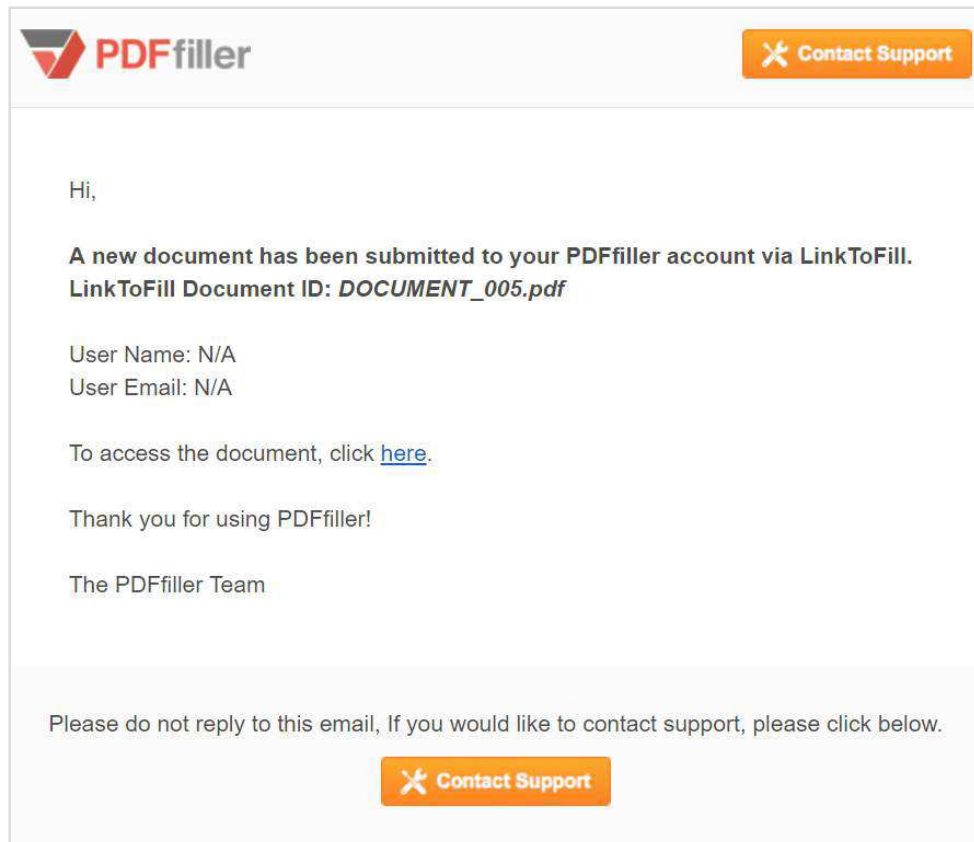 PDFfiller
Contact Support
Hi,
A new document has been submitted to your PDFfiller account via LinkToFill.
LinkToFill Document ID: DOCUMENT_005.pdf
User Name: N/A
User Email: N/A
To access the document, click here.
Thank you for using PDFfiller!
The PDFfiller Team
Please do not reply to this email, If you would like to contact support, please click below.
Contact Support